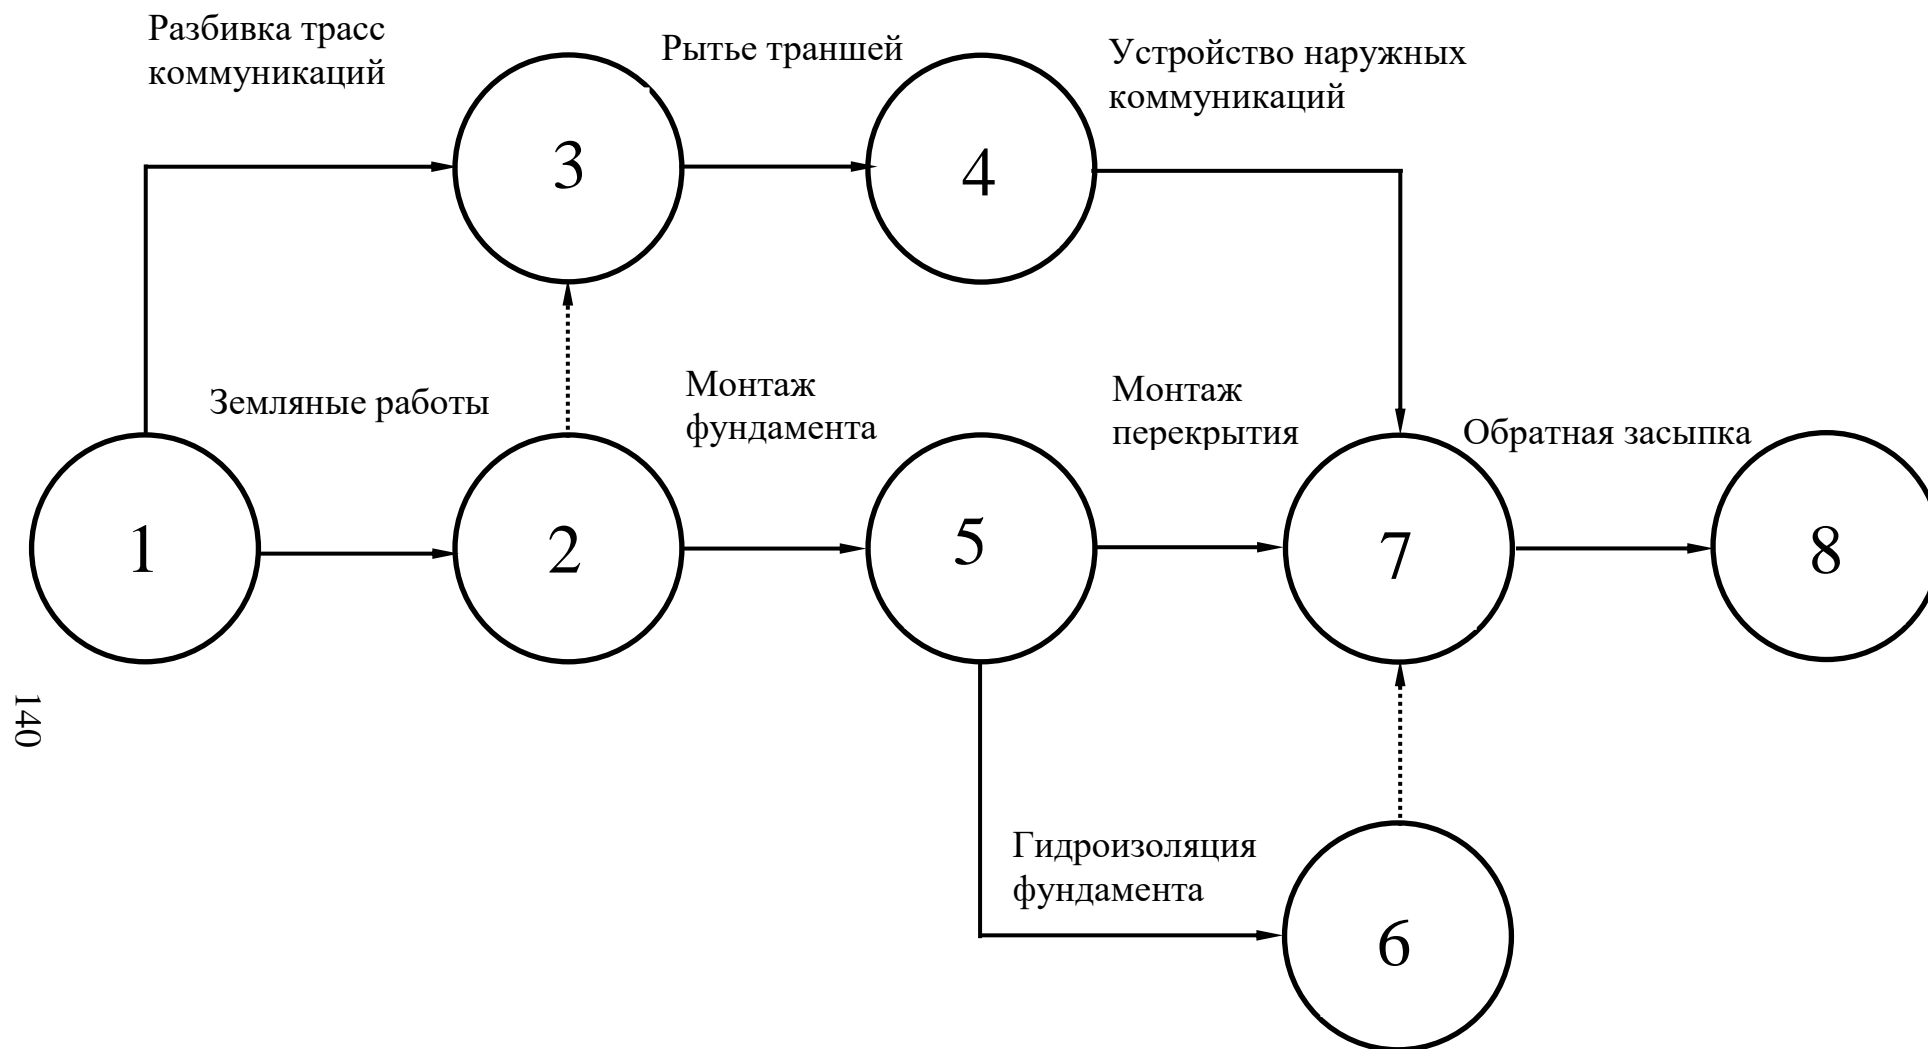 Разбивка трасс
коммуникаций
Рытье траншей
Устройство наружных
коммуникаций
3
4
Земляные работы
Монтаж
фундамента
Монтаж
перекрытия
Обратная засыпка
1
2
5
7
8
140
Гидроизоляция
фундамента
6